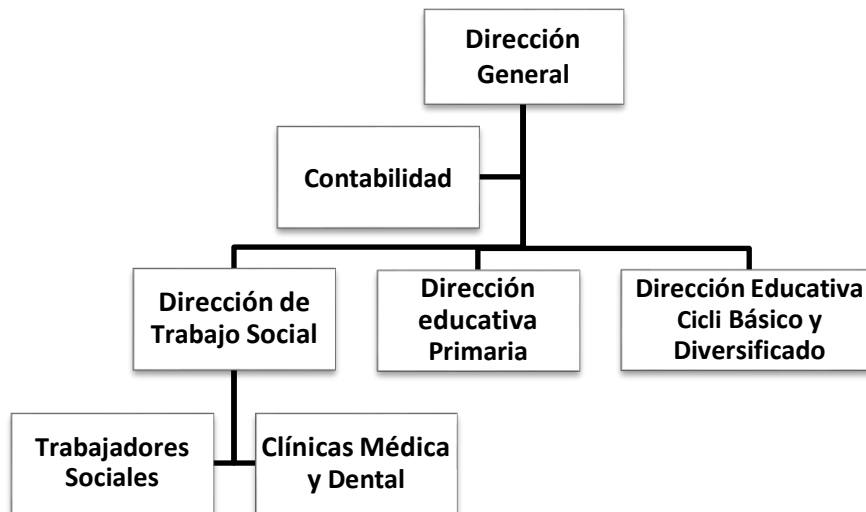 Dirección
General
Contabilidad
Dirección de
Trabajo Social
Dirección
educativa
Primaria
Dirección Educativa
Cicli Básico y
Diversificado
Trabajadores
Sociales
Clínicas Médica
y Dental